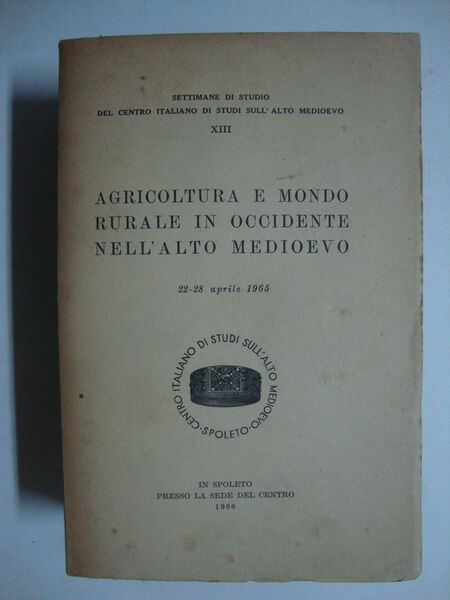 SETTIMANE DI STUDIO
DEL CENTRO ITALIANO DI STUDI SULL'ALTO MEDIOEVO
XIII
AGRICOLTURA E MONDO
RURALE IN OCCIDENTE
NELL'ALTO MEDIOEVO
22-28 aprile 1965
CENTRO ITALIANO DI STUDI SULL'ALTO MEDIOEVO
·SPOLETO·
IN SPOLETO
PRESSO LA SEDE DEL CENTRO
1966